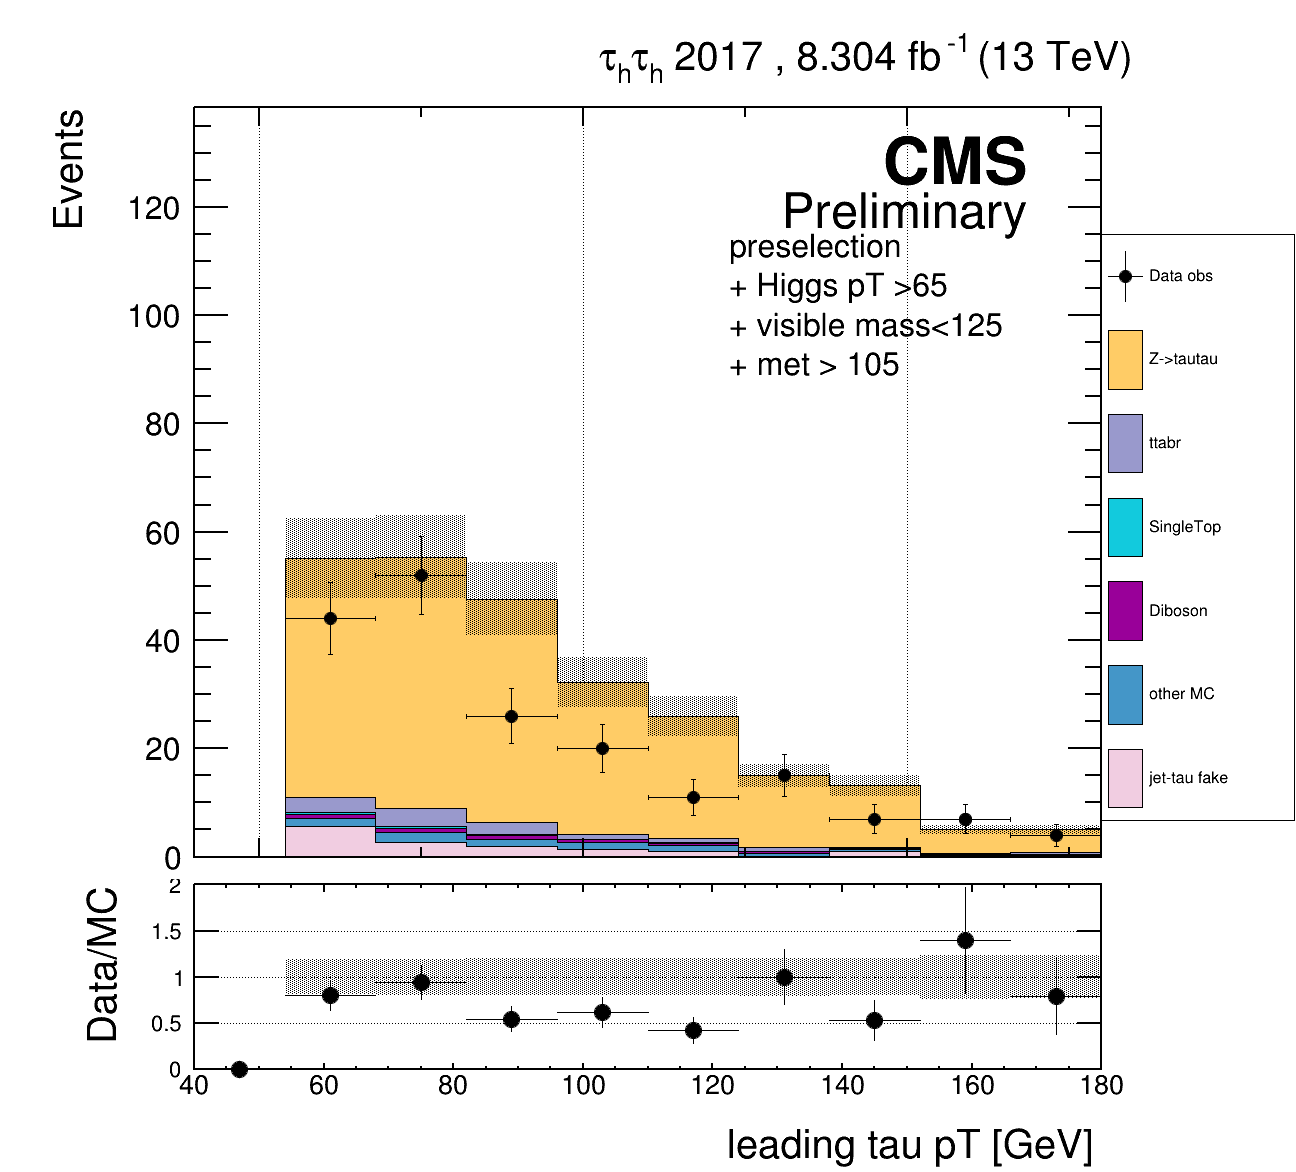 τhτh 2017 , 8.304 fb-1 (13 TeV)
Events
CMS
Preliminary
preselection
+ Higgs pT >65
+ visible mass<125
+ met > 105
120
100
80
60
40
20
0
Data obs
Z->tautau
ttabr
SingleTop
Diboson
other MC
jet-tau fake
Data/MC
2
1.5
1
0.5
0
40 60 80 100 120 140 160 180
leading tau pT [GeV]